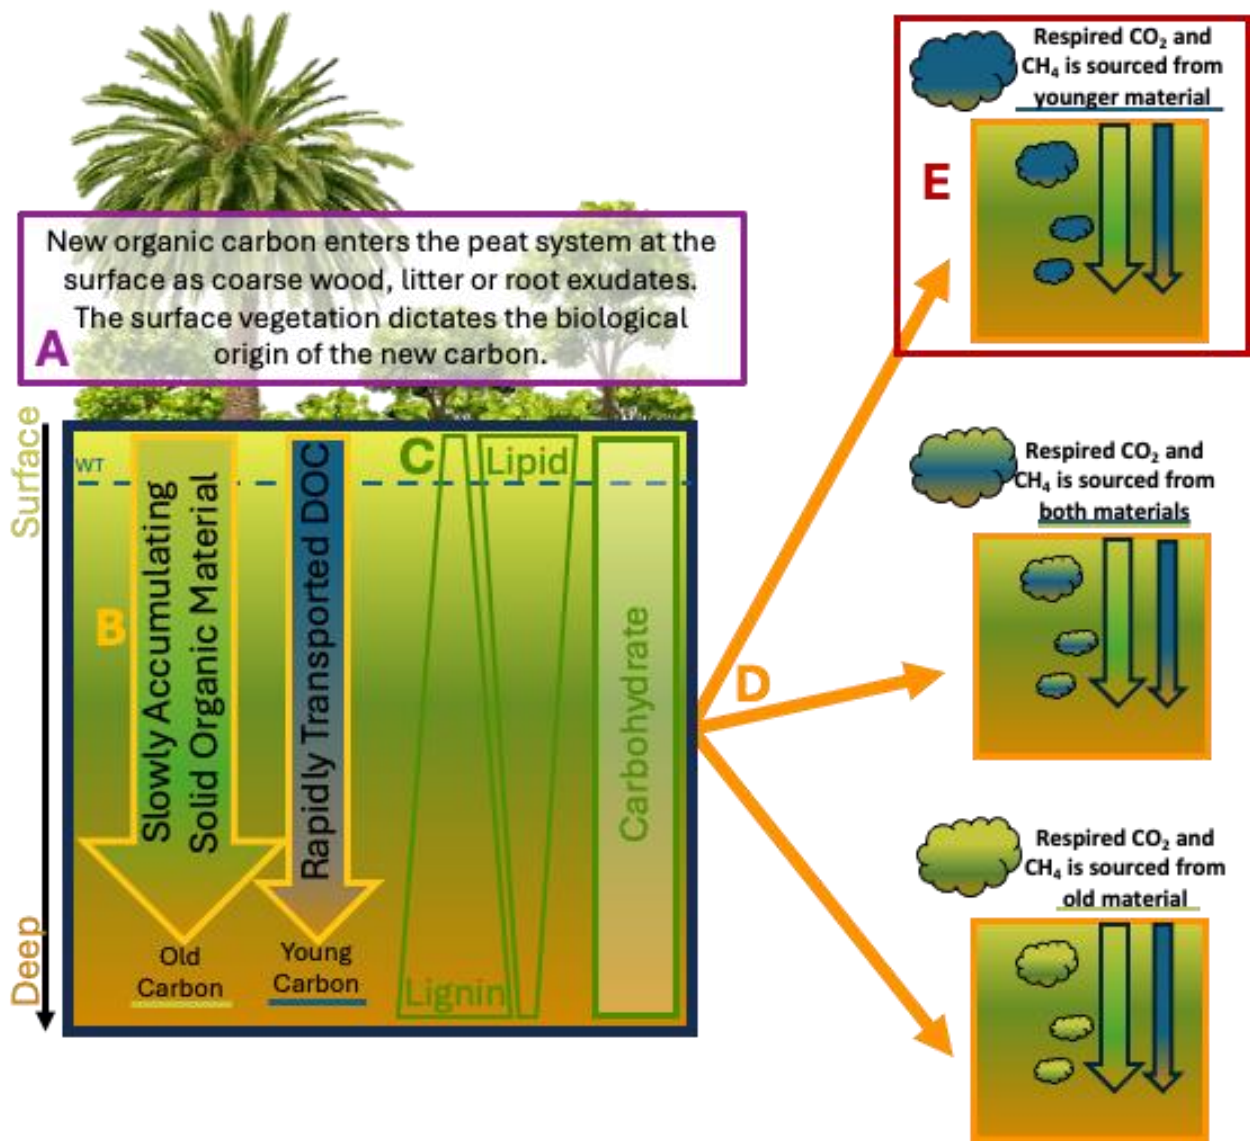 New organic carbon enters the peat system at the
surface as coarse wood, litter or root exudates.
The surface vegetation dictates the biological
origin of the new carbon.
A
Surface
Deep
WT
B
Slowly Accumulating
Solid Organic Material
Old
Carbon
Rapidly Transported DOC
Young
Carbon
C
Lipid
Lignin
Carbohydrate
D
E
Respired CO₂ and
CH₄ is sourced from
younger material
Respired CO₂ and
CH₄ is sourced from
both materials
Respired CO₂ and
CH₄ is sourced from
old material